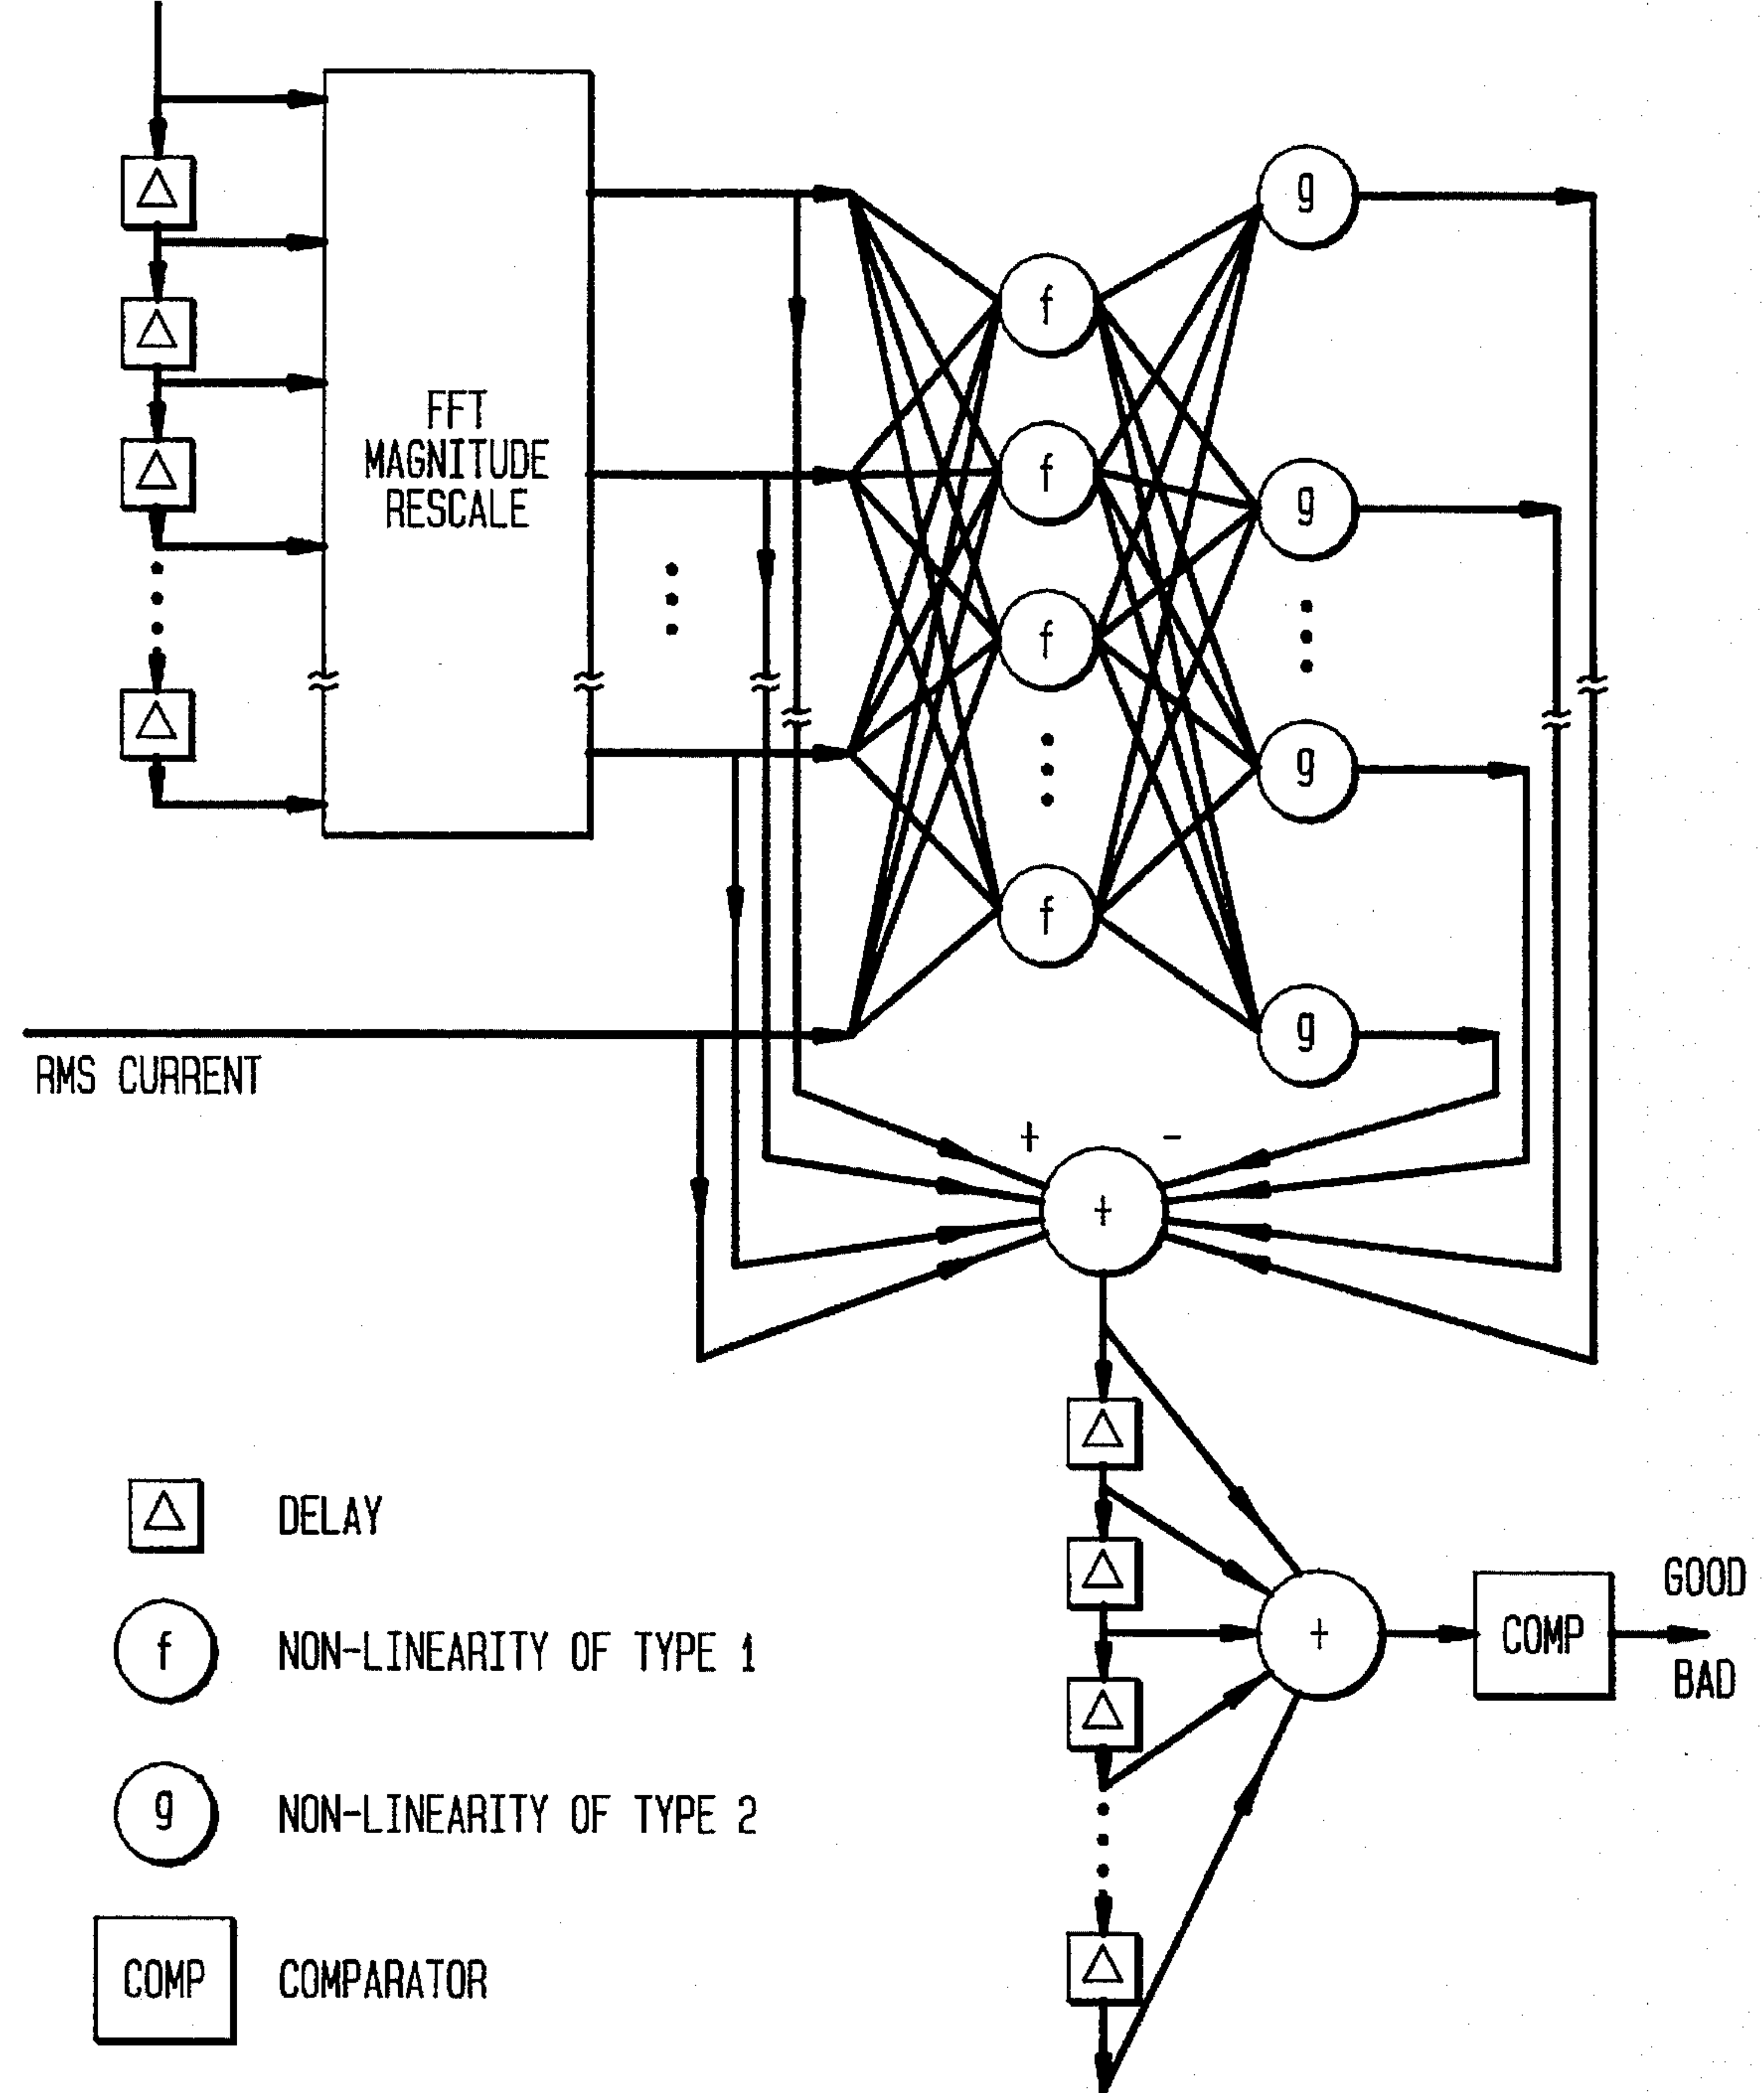 FFT
MAGNITUDE
RESCALE
g
f
g
f
f
g
f
g
RMS CURRENT
+ -
+
DELAY
GOOD
f NON-LINEARITY OF TYPE 1
+
COMP
BAD
g NON-LINEARITY OF TYPE 2
COMP COMPARATOR